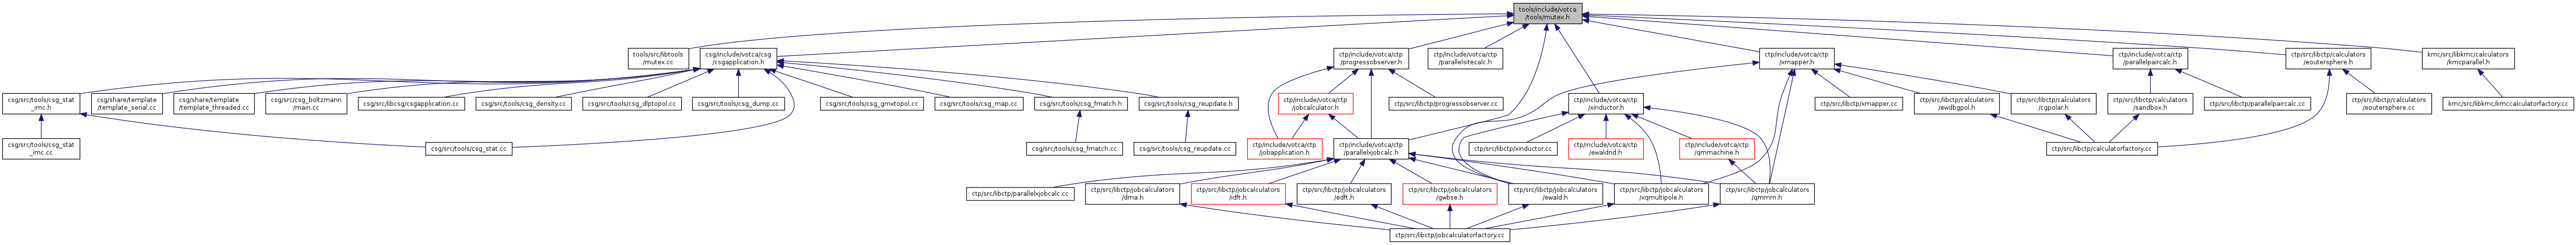 tools/include/votca
/tools/mutex.h
tools/src/libtools
/mutex.cc
csg/include/votca/csg
/csgapplication.h
ctp/include/votca/ctp
/progressobserver.h
ctp/include/votca/ctp
/parallelsitecalc.h
ctp/include/votca/ctp
/xmapper.h
ctp/include/votca/ctp
/parallelpaircalc.h
ctp/src/libctp/calculators
/eoutersphere.h
kmc/src/libkmc/calculators
/kmcparallel.h
csg/src/tools/csg_stat
_imc.h
csg/share/template
/template_serial.cc
csg/share/template
/template_threaded.cc
csg/src/csg_boltzmann
/main.cc
csg/src/libcsg/csgapplication.cc
csg/src/tools/csg_density.cc
csg/src/tools/csg_dlptopol.cc
csg/src/tools/csg_dump.cc
csg/src/tools/csg_gmxtopol.cc
csg/src/tools/csg_map.cc
csg/src/tools/csg_fmatch.h
csg/src/tools/csg_reupdate.h
ctp/include/votca/ctp
/jobcalculator.h
ctp/src/libctp/progressobserver.cc
ctp/include/votca/ctp
/xinductor.h
ctp/src/libctp/xmapper.cc
ctp/src/libctp/calculators
/ewdbgpol.h
ctp/src/libctp/calculators
/cgpolar.h
ctp/src/libctp/calculators
/sandbox.h
ctp/src/libctp/parallelpaircalc.cc
ctp/src/libctp/calculators
/eoutersphere.cc
kmc/src/libkmc/kmccalculatorfactory.cc
csg/src/tools/csg_stat
_imc.cc
csg/src/tools/csg_stat.cc
csg/src/tools/csg_fmatch.cc
csg/src/tools/csg_reupdate.cc
ctp/include/votca/ctp
/jobapplication.h
ctp/include/votca/ctp
/parallelxjobcalc.h
ctp/src/libctp/xinductor.cc
ctp/include/votca/ctp
/ewaldnd.h
ctp/include/votca/ctp
/qmmachine.h
ctp/src/libctp/calculatorfactory.cc
ctp/src/libctp/parallelxjobcalc.cc
ctp/src/libctp/jobcalculators
/dma.h
ctp/src/libctp/jobcalculators
/idft.h
ctp/src/libctp/jobcalculators
/edft.h
ctp/src/libctp/jobcalculators
/gwbse.h
ctp/src/libctp/jobcalculators
/ewald.h
ctp/src/libctp/jobcalculators
/xqmultipole.h
ctp/src/libctp/jobcalculators
/qmmm.h
ctp/src/libctp/jobcalculatorfactory.cc